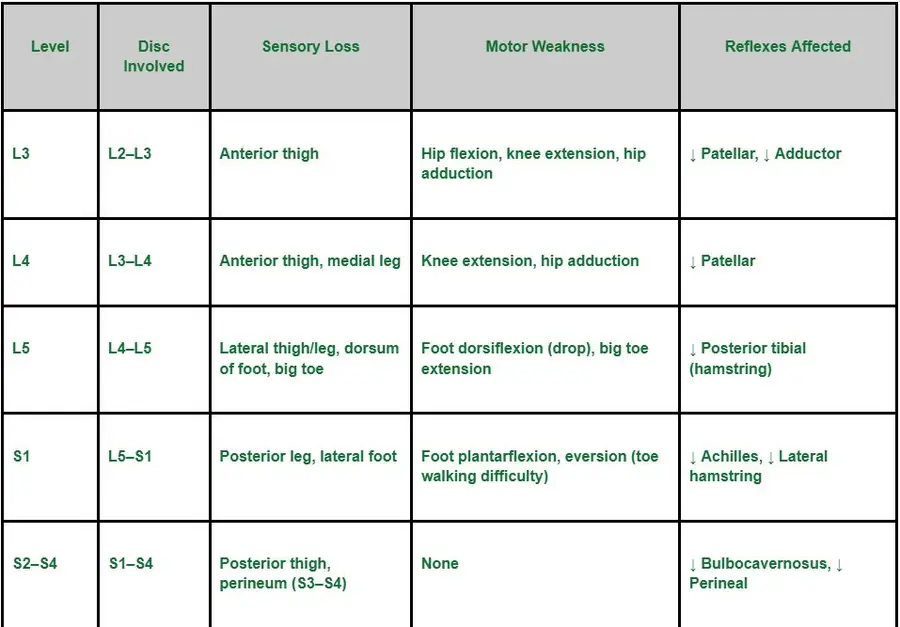 Level
Disc
Involved
Sensory Loss
Motor Weakness
Reflexes Affected
L3
L2–L3
Anterior thigh
Hip flexion, knee extension, hip
adduction
↓ Patellar, ↓ Adductor
L4
L3–L4
Anterior thigh, medial leg
Knee extension, hip adduction
↓ Patellar
L5
L4–L5
Lateral thigh/leg, dorsum
of foot, big toe
Foot dorsiflexion (drop), big toe
extension
↓ Posterior tibial
(hamstring)
S1
L5–S1
Posterior leg, lateral foot
Foot plantarflexion, eversion (toe
walking difficulty)
↓ Achilles, ↓ Lateral
hamstring
S2–S4
S1–S4
Posterior thigh,
perineum (S3–S4)
None
↓ Bulbocavernosus, ↓
Perineal